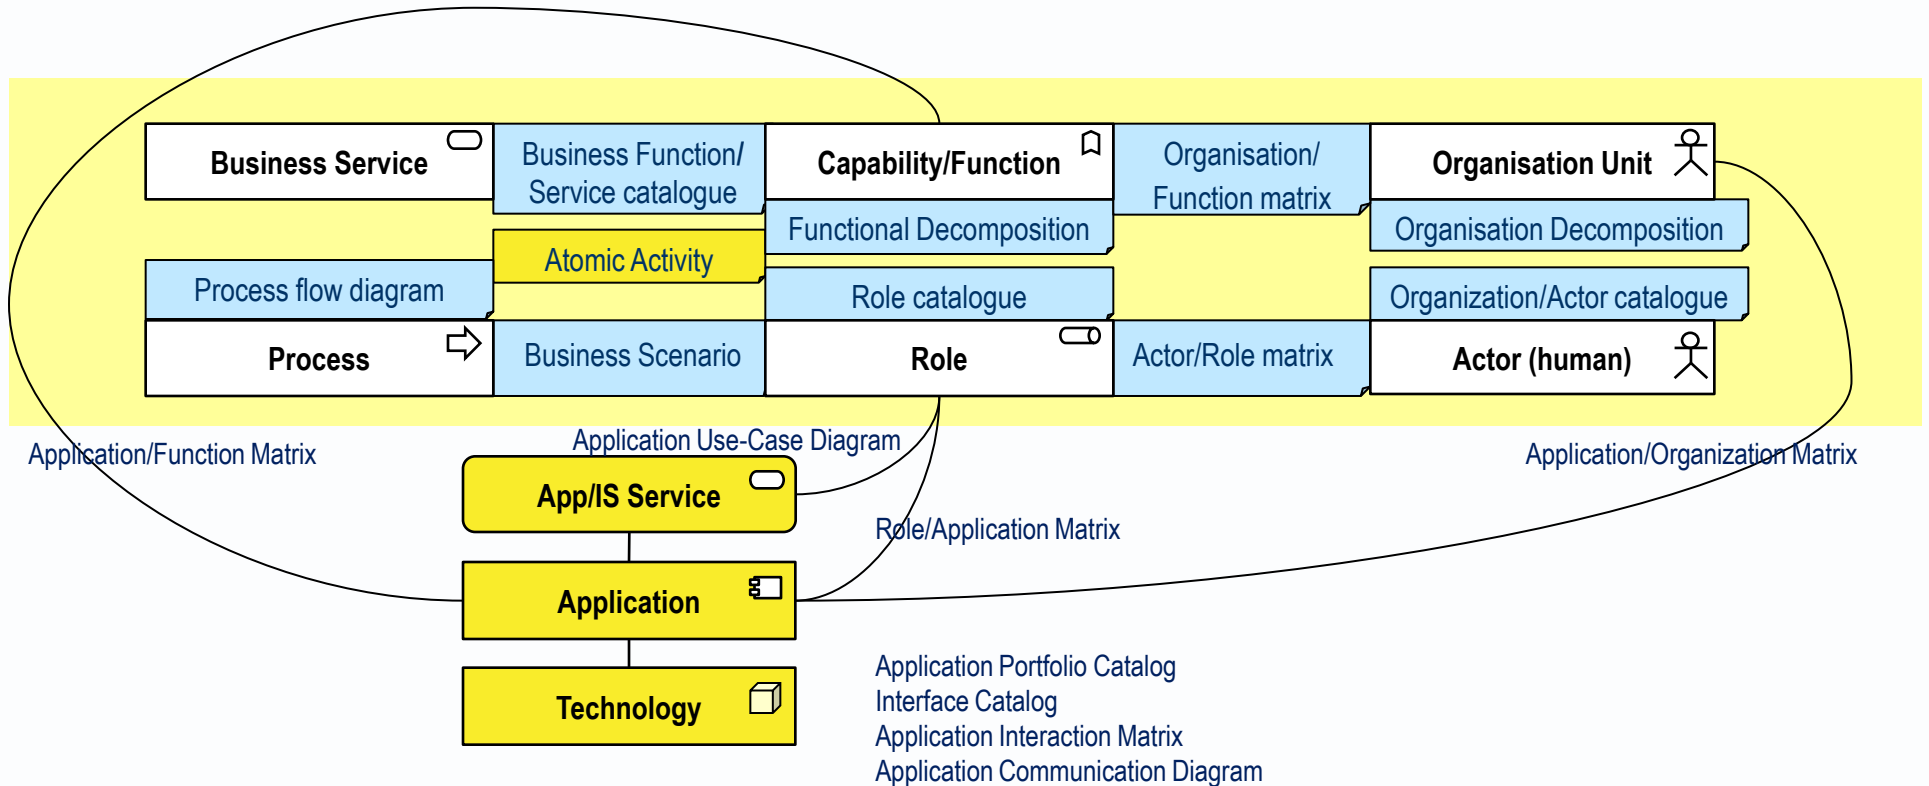 Business Service
Business Function/
Service catalogue
Capability/Function
Organisation/
Function matrix
Organisation Unit
Functional Decomposition
Organisation Decomposition
Atomic Activity
Process flow diagram
Role catalogue
Organization/Actor catalogue
Process
Business Scenario
Role
Actor/Role matrix
Actor (human)
Application/Function Matrix
Application Use-Case Diagram
Application/Organization Matrix
App/IS Service
Role/Application Matrix
Application
Technology
Application Portfolio Catalog
Interface Catalog
Application Interaction Matrix
Application Communication Diagram